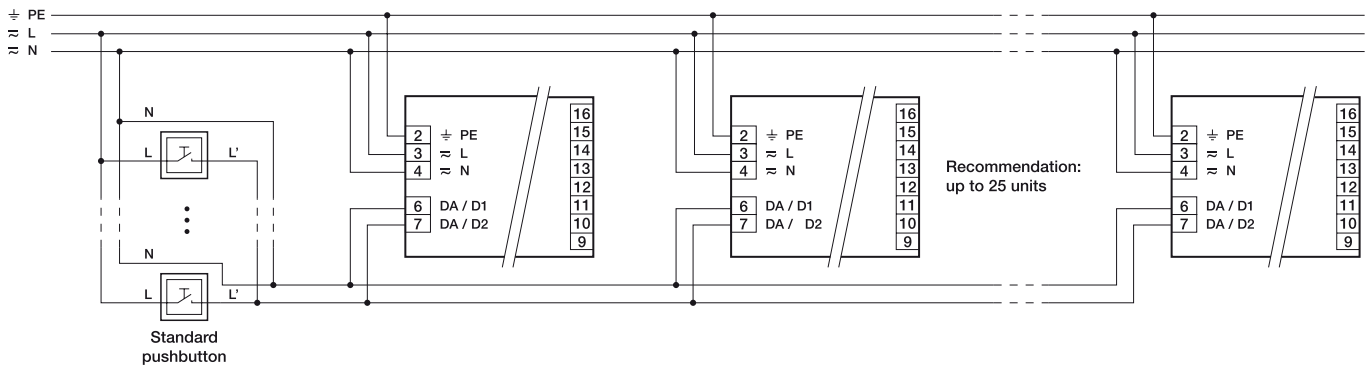 ⏚ PE
≂ L
≂ N
N
L L'
N
L L'
Standard
pushbutton
2 ⏚ PE
3 ≂ L
4 ≂ N
6 DA / D1
7 DA / D2
16
15
14
13
12
11
10
9
2 ⏚ PE
3 ≂ L
4 ≂ N
6 DA / D1
7 DA / D2
16
15
14
13
12
11
10
9
Recommendation:
up to 25 units
2 ⏚ PE
3 ≂ L
4 ≂ N
6 DA / D1
7 DA / D2
16
15
14
13
12
11
10
9